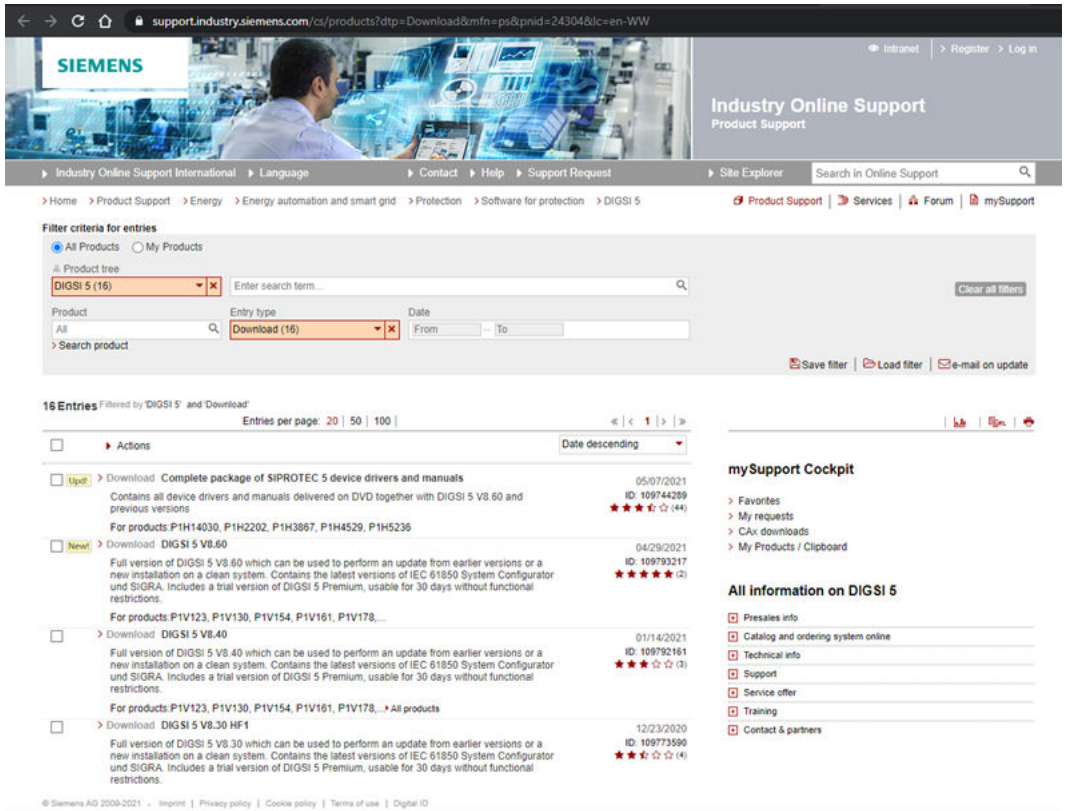 support.industry.siemens.com/cs/products?dtp=Download&mfn=ps&pnid=24304&lc=en-WW
SIEMENS
Intranet > Register > Log in
Industry Online Support
Product Support
Industry Online Support International Language Contact Help Support Request Site Explorer Search in Online Support
>Home >Product Support >Energy >Energy automation and smart grid >Protection >Software for protection >DIGSI 5 Product Support | Services | Forum | mySupport
Filter criteria for entries
All Products My Products
Product tree
DIGSI 5 (16) Enter search term... Clear all filters
Product Entry type Date
All Download (16) From — To
> Search product
Save filter | Load filter | e-mail on update
16 Entries Filtered by 'DIGSI 5' and 'Download'
Entries per page: 20 | 50 | 100 | « | < 1 | > | »
Actions Date descending
Upd! > Download Complete package of SIPROTEC 5 device drivers and manuals 05/07/2021
Contains all device drivers and manuals delivered on DVD together with DIGSI 5 V8.60 and ID: 109744289
previous versions (44)
For products:P1H14030, P1H2202, P1H3867, P1H4529, P1H5236
New! > Download DIGSI 5 V8.60 04/29/2021
Full version of DIGSI 5 V8.60 which can be used to perform an update from earlier versions or a ID: 109793217
new installation on a clean system. Contains the latest versions of IEC 61850 System Configurator (2)
und SIGRA. Includes a trial version of DIGSI 5 Premium, usable for 30 days without functional
restrictions.
For products:P1V123, P1V130, P1V154, P1V161, P1V178,...
> Download DIGSI 5 V8.40 01/14/2021
Full version of DIGSI 5 V8.40 which can be used to perform an update from earlier versions or a ID: 109792161
new installation on a clean system. Contains the latest versions of IEC 61850 System Configurator (3)
und SIGRA. Includes a trial version of DIGSI 5 Premium, usable for 30 days without functional
restrictions.
For products:P1V123, P1V130, P1V154, P1V161, P1V178,... All products
> Download DIGSI 5 V8.30 HF1 12/23/2020
Full version of DIGSI 5 V8.30 which can be used to perform an update from earlier versions or a ID: 109773590
new installation on a clean system. Contains the latest versions of IEC 61850 System Configurator (4)
und SIGRA. Includes a trial version of DIGSI 5 Premium, usable for 30 days without functional
restrictions.
mySupport Cockpit
> Favorites
> My requests
> CAx downloads
> My Products / Clipboard
All information on DIGSI 5
Presales info
Catalog and ordering system online
Technical info
Support
Service offer
Training
Contact & partners
© Siemens AG 2009-2021 - Imprint | Privacy policy | Cookie policy | Terms of use | Digital ID